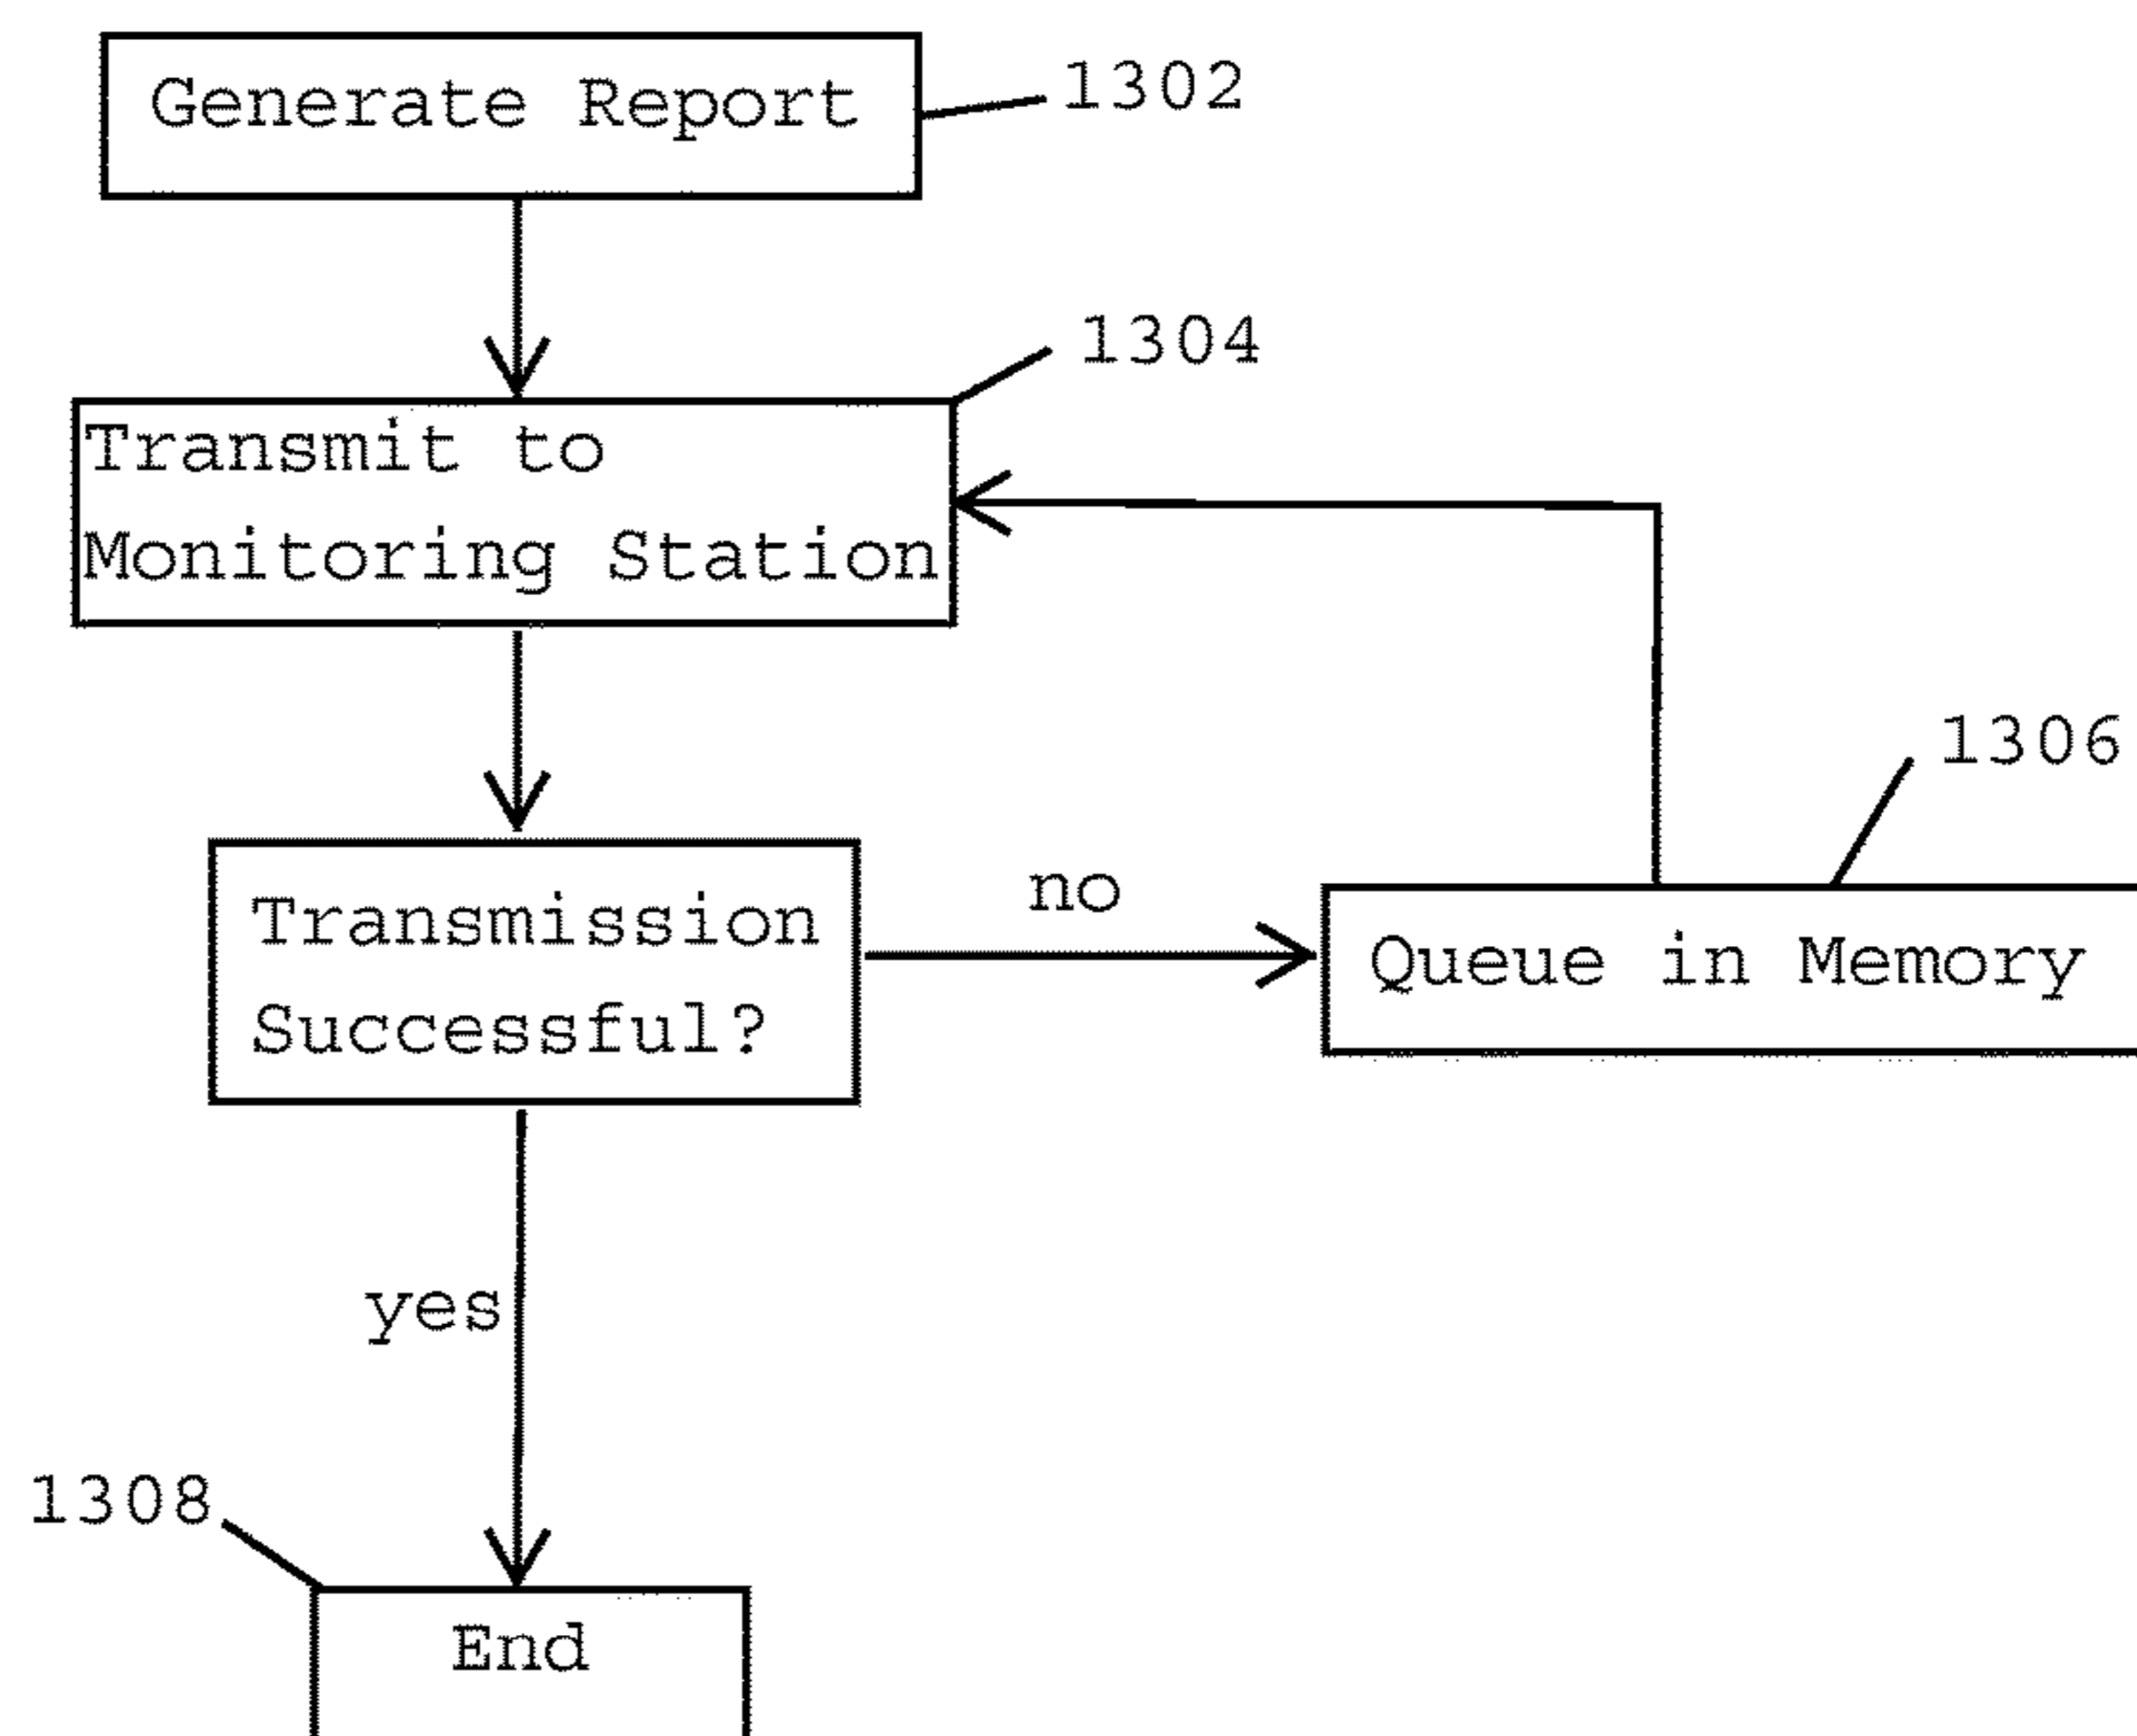 Generate Report
1302
1304
Transmit to
Monitoring Station
1306
no
Transmission
Successful?
Queue in Memory
yes
1308
End